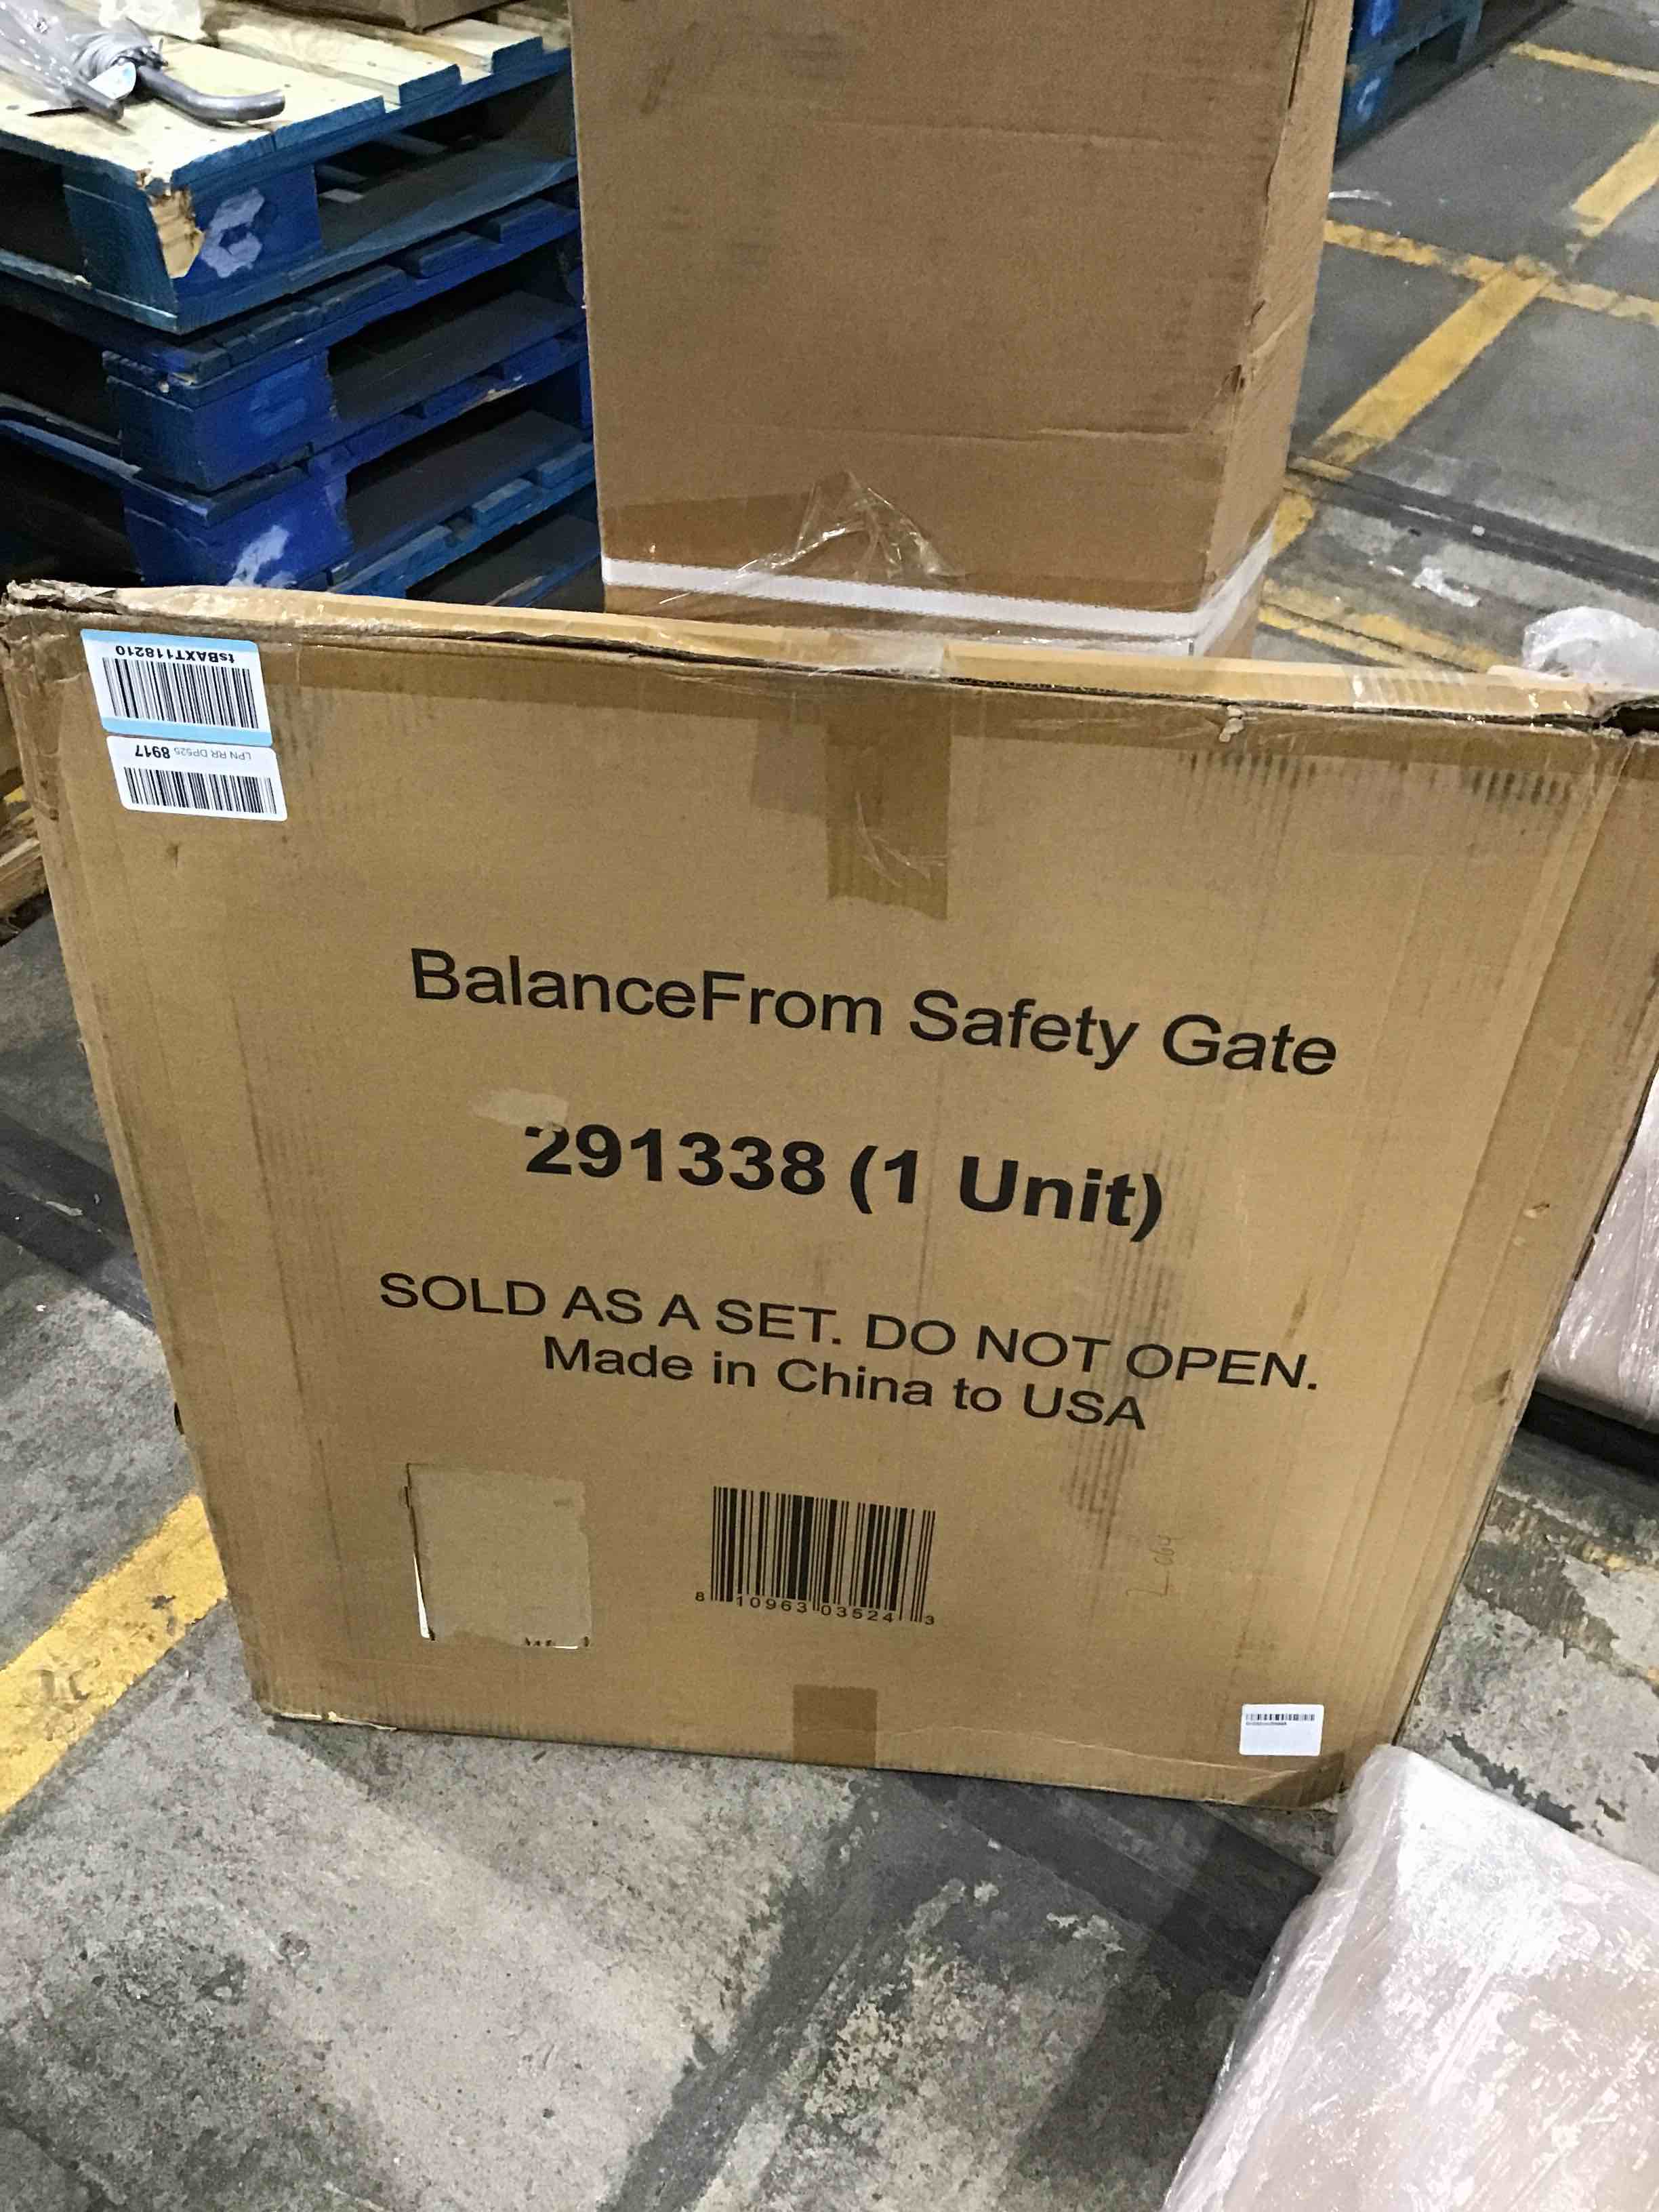 tsBAXT118210
LPN RR DP525 8917
BalanceFrom Safety Gate
291338 (1 Unit)
SOLD AS A SET. DO NOT OPEN.
Made in China to USA
8 10963 03524 3